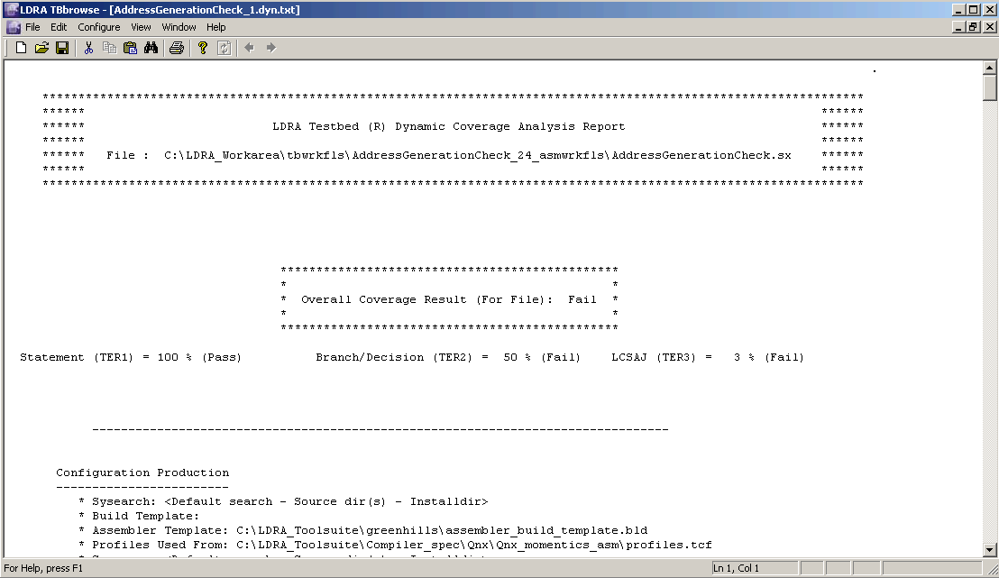 LDRA TBbrowse - [AddressGenerationCheck_1.dyn.txt]
File Edit Configure View Window Help
.
*******************************************************************************************************************
****** ******
****** LDRA Testbed (R) Dynamic Coverage Analysis Report ******
****** ******
****** File : C:\LDRA_Workarea\tbwrkfls\AddressGenerationCheck_24_asmwrkfls\AddressGenerationCheck.sx ******
****** ******
*******************************************************************************************************************
***********************************************
* *
* Overall Coverage Result (For File): Fail *
* *
***********************************************
Statement (TER1) = 100 % (Pass) Branch/Decision (TER2) = 50 % (Fail) LCSAJ (TER3) = 3 % (Fail)
--------------------------------------------------------------------------------
Configuration Production
------------------------
* Sysearch: <Default search - Source dir(s) - Installdir>
* Build Template:
* Assembler Template: C:\LDRA_Toolsuite\greenhills\assembler_build_template.bld
* Profiles Used From: C:\LDRA_Toolsuite\Compiler_spec\Qnx\Qnx_momentics_asm\profiles.tcf
For Help, press F1
Ln 1, Col 1